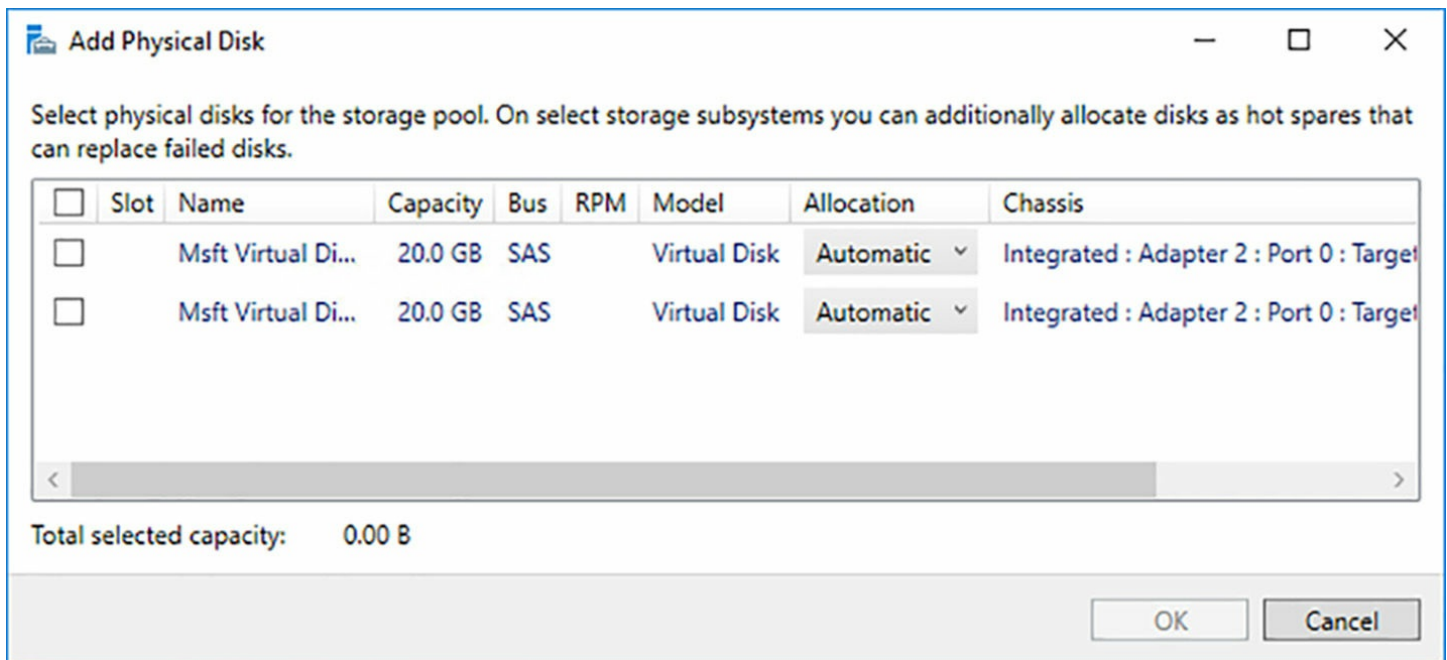 Add Physical Disk
Select physical disks for the storage pool. On select storage subsystems you can additionally allocate disks as hot spares that
can replace failed disks.
Slot Name Capacity Bus RPM Model Allocation Chassis
Msft Virtual Di... 20.0 GB SAS Virtual Disk Automatic Integrated : Adapter 2 : Port 0 : Target
Msft Virtual Di... 20.0 GB SAS Virtual Disk Automatic Integrated : Adapter 2 : Port 0 : Target
Total selected capacity: 0.00 B
OK Cancel